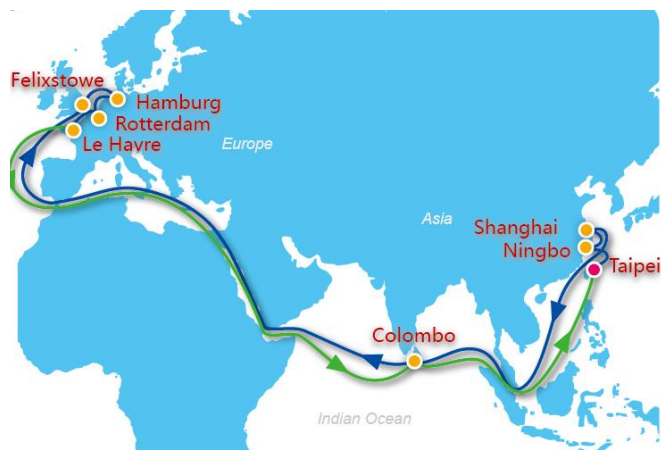 Felixstowe
Hamburg
Rotterdam
Le Havre
Europe
Asia
Shanghai
Ningbo
Taipei
Colombo
Indian Ocean